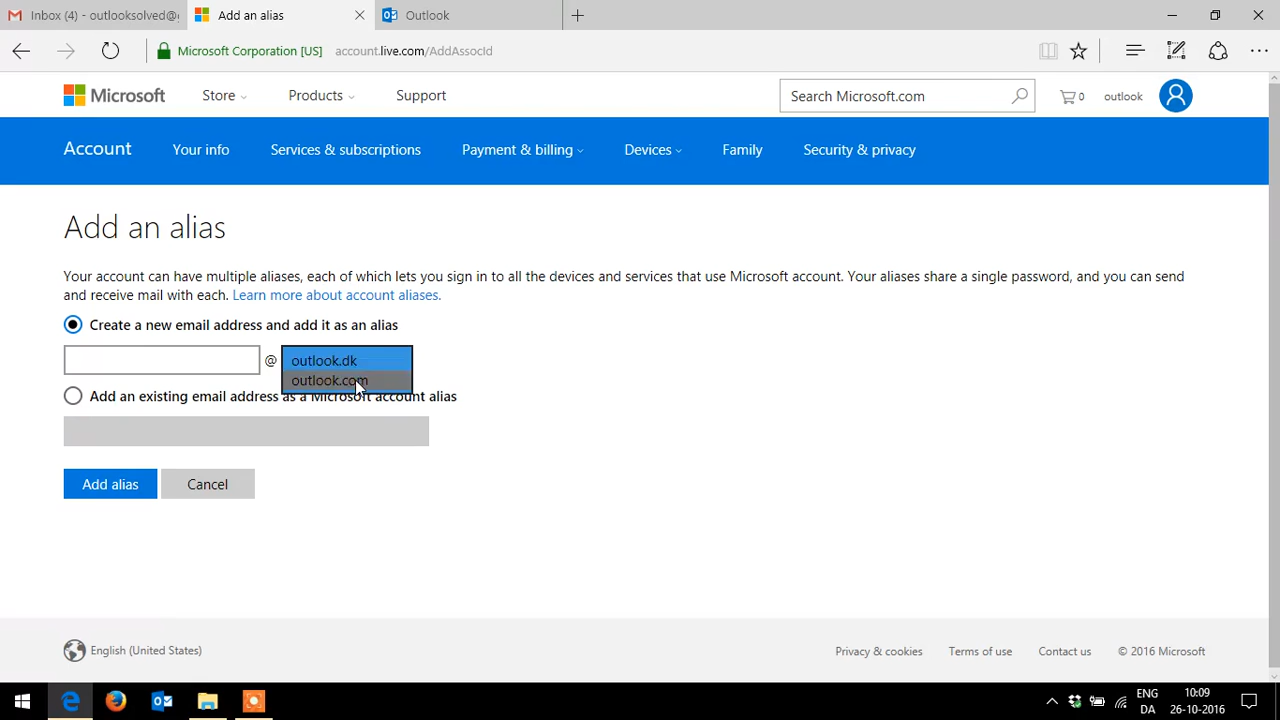 Inbox (4) - outlooksolved@g
Add an alias
Outlook
Microsoft Corporation [US]
account.live.com/AddAssocId
Microsoft
Store
Products
Support
Search Microsoft.com
0
outlook
Account
Your info
Services & subscriptions
Payment & billing
Devices
Family
Security & privacy
Add an alias
Your account can have multiple aliases, each of which lets you sign in to all the devices and services that use Microsoft account. Your aliases share a single password, and you can send
and receive mail with each. Learn more about account aliases.
Create a new email address and add it as an alias
@
outlook.dk
outlook.com
Add an existing email address as a Microsoft account alias
Add alias
Cancel
English (United States)
Privacy & cookies
Terms of use
Contact us
© 2016 Microsoft
ENG
DA
10:09
26-10-2016